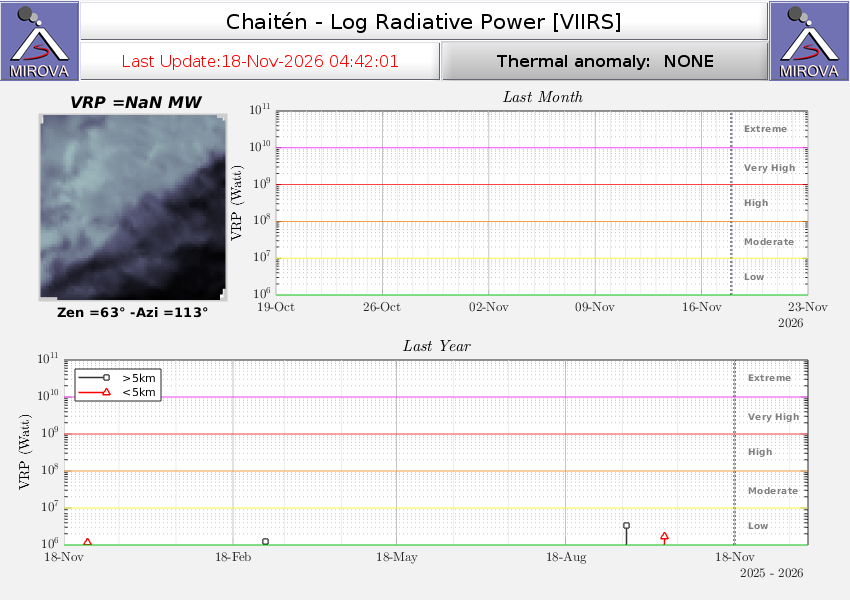 Chaitén - Log Radiative Power [VIIRS]
MIROVA
Last Update:18-Nov-2026 04:42:01
Thermal anomaly: NONE
MIROVA
VRP =NaN MW
Zen =63° -Azi =113°
Last Month
VRP (Watt)
10^11
10^10
10^9
10^8
10^7
10^6
Extreme
Very High
High
Moderate
Low
19-Oct 26-Oct 02-Nov 09-Nov 16-Nov 23-Nov
2026
Last Year
VRP (Watt)
10^11
10^10
10^9
10^8
10^7
10^6
>5km
<5km
Extreme
Very High
High
Moderate
Low
18-Nov 18-Feb 18-May 18-Aug 18-Nov
2025 - 2026